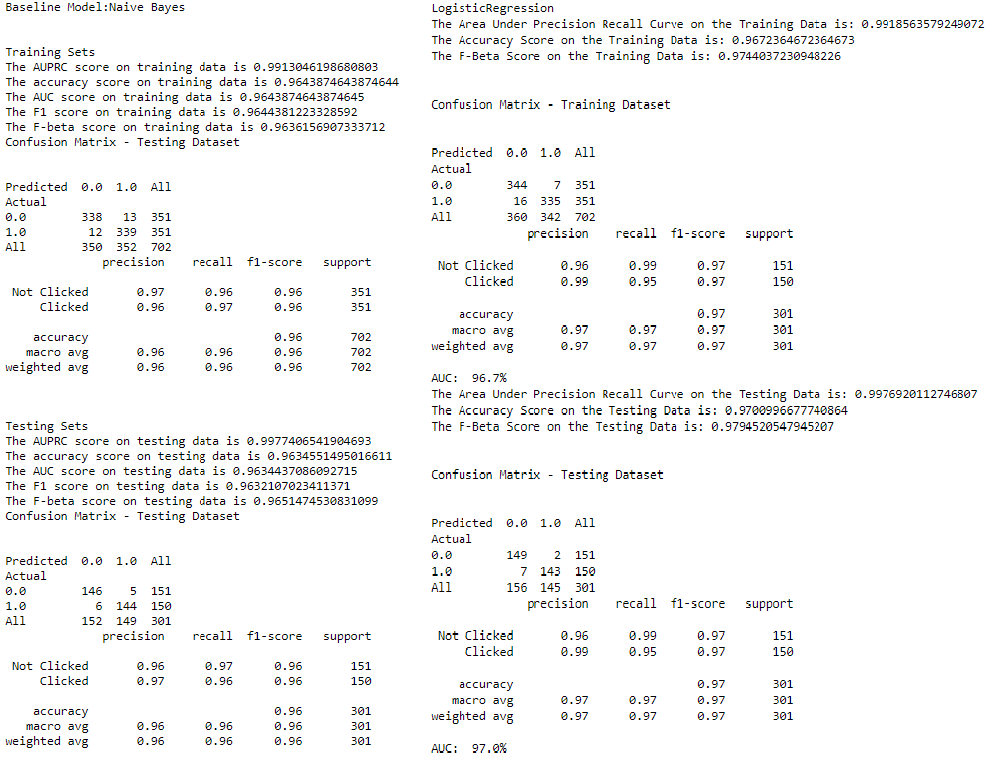 Baseline Model:Naive Bayes
Training Sets
The AUPRC score on training data is 0.9913046198680803
The accuracy score on training data is 0.9643874643874644
The AUC score on training data is 0.9643874643874645
The F1 score on training data is 0.9644381223328592
The F-beta score on training data is 0.9636156907333712
Confusion Matrix - Testing Dataset
Predicted 0.0 1.0 All
Actual
0.0 338 13 351
1.0 12 339 351
All 350 352 702
precision recall f1-score support
Not Clicked 0.97 0.96 0.96 351
Clicked 0.96 0.97 0.96 351
accuracy 0.96 702
macro avg 0.96 0.96 0.96 702
weighted avg 0.96 0.96 0.96 702
Testing Sets
The AUPRC score on testing data is 0.9977406541904693
The accuracy score on testing data is 0.9634551495016611
The AUC score on testing data is 0.9634437086092715
The F1 score on testing data is 0.9632107023411371
The F-beta score on testing data is 0.9651474530831099
Confusion Matrix - Testing Dataset
Predicted 0.0 1.0 All
Actual
0.0 146 5 151
1.0 6 144 150
All 152 149 301
precision recall f1-score support
Not Clicked 0.96 0.97 0.96 151
Clicked 0.97 0.96 0.96 150
accuracy 0.96 301
macro avg 0.96 0.96 0.96 301
weighted avg 0.96 0.96 0.96 301
LogisticRegression
The Area Under Precision Recall Curve on the Training Data is: 0.9918563579249072
The Accuracy Score on the Training Data is: 0.9672364672364673
The F-Beta Score on the Training Data is: 0.9744037230948226
Confusion Matrix - Training Dataset
Predicted 0.0 1.0 All
Actual
0.0 344 7 351
1.0 16 335 351
All 360 342 702
precision recall f1-score support
Not Clicked 0.96 0.99 0.97 151
Clicked 0.99 0.95 0.97 150
accuracy 0.97 301
macro avg 0.97 0.97 0.97 301
weighted avg 0.97 0.97 0.97 301
AUC: 96.7%
The Area Under Precision Recall Curve on the Testing Data is: 0.9976920112746807
The Accuracy Score on the Testing Data is: 0.9700996677740864
The F-Beta Score on the Testing Data is: 0.9794520547945207
Confusion Matrix - Testing Dataset
Predicted 0.0 1.0 All
Actual
0.0 149 2 151
1.0 7 143 150
All 156 145 301
precision recall f1-score support
Not Clicked 0.96 0.99 0.97 151
Clicked 0.99 0.95 0.97 150
accuracy 0.97 301
macro avg 0.97 0.97 0.97 301
weighted avg 0.97 0.97 0.97 301
AUC: 97.0%